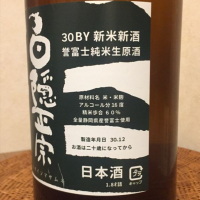 白隠正宗
30BY 新米新酒
誉富士純米生原酒
原材料名 米・米麹
アルコール分 16度
精米歩合 60%
全量静岡県産誉富士使用
製造年月日 30.12
お酒は二十歳になってから
日本酒
1.8ℓ詰